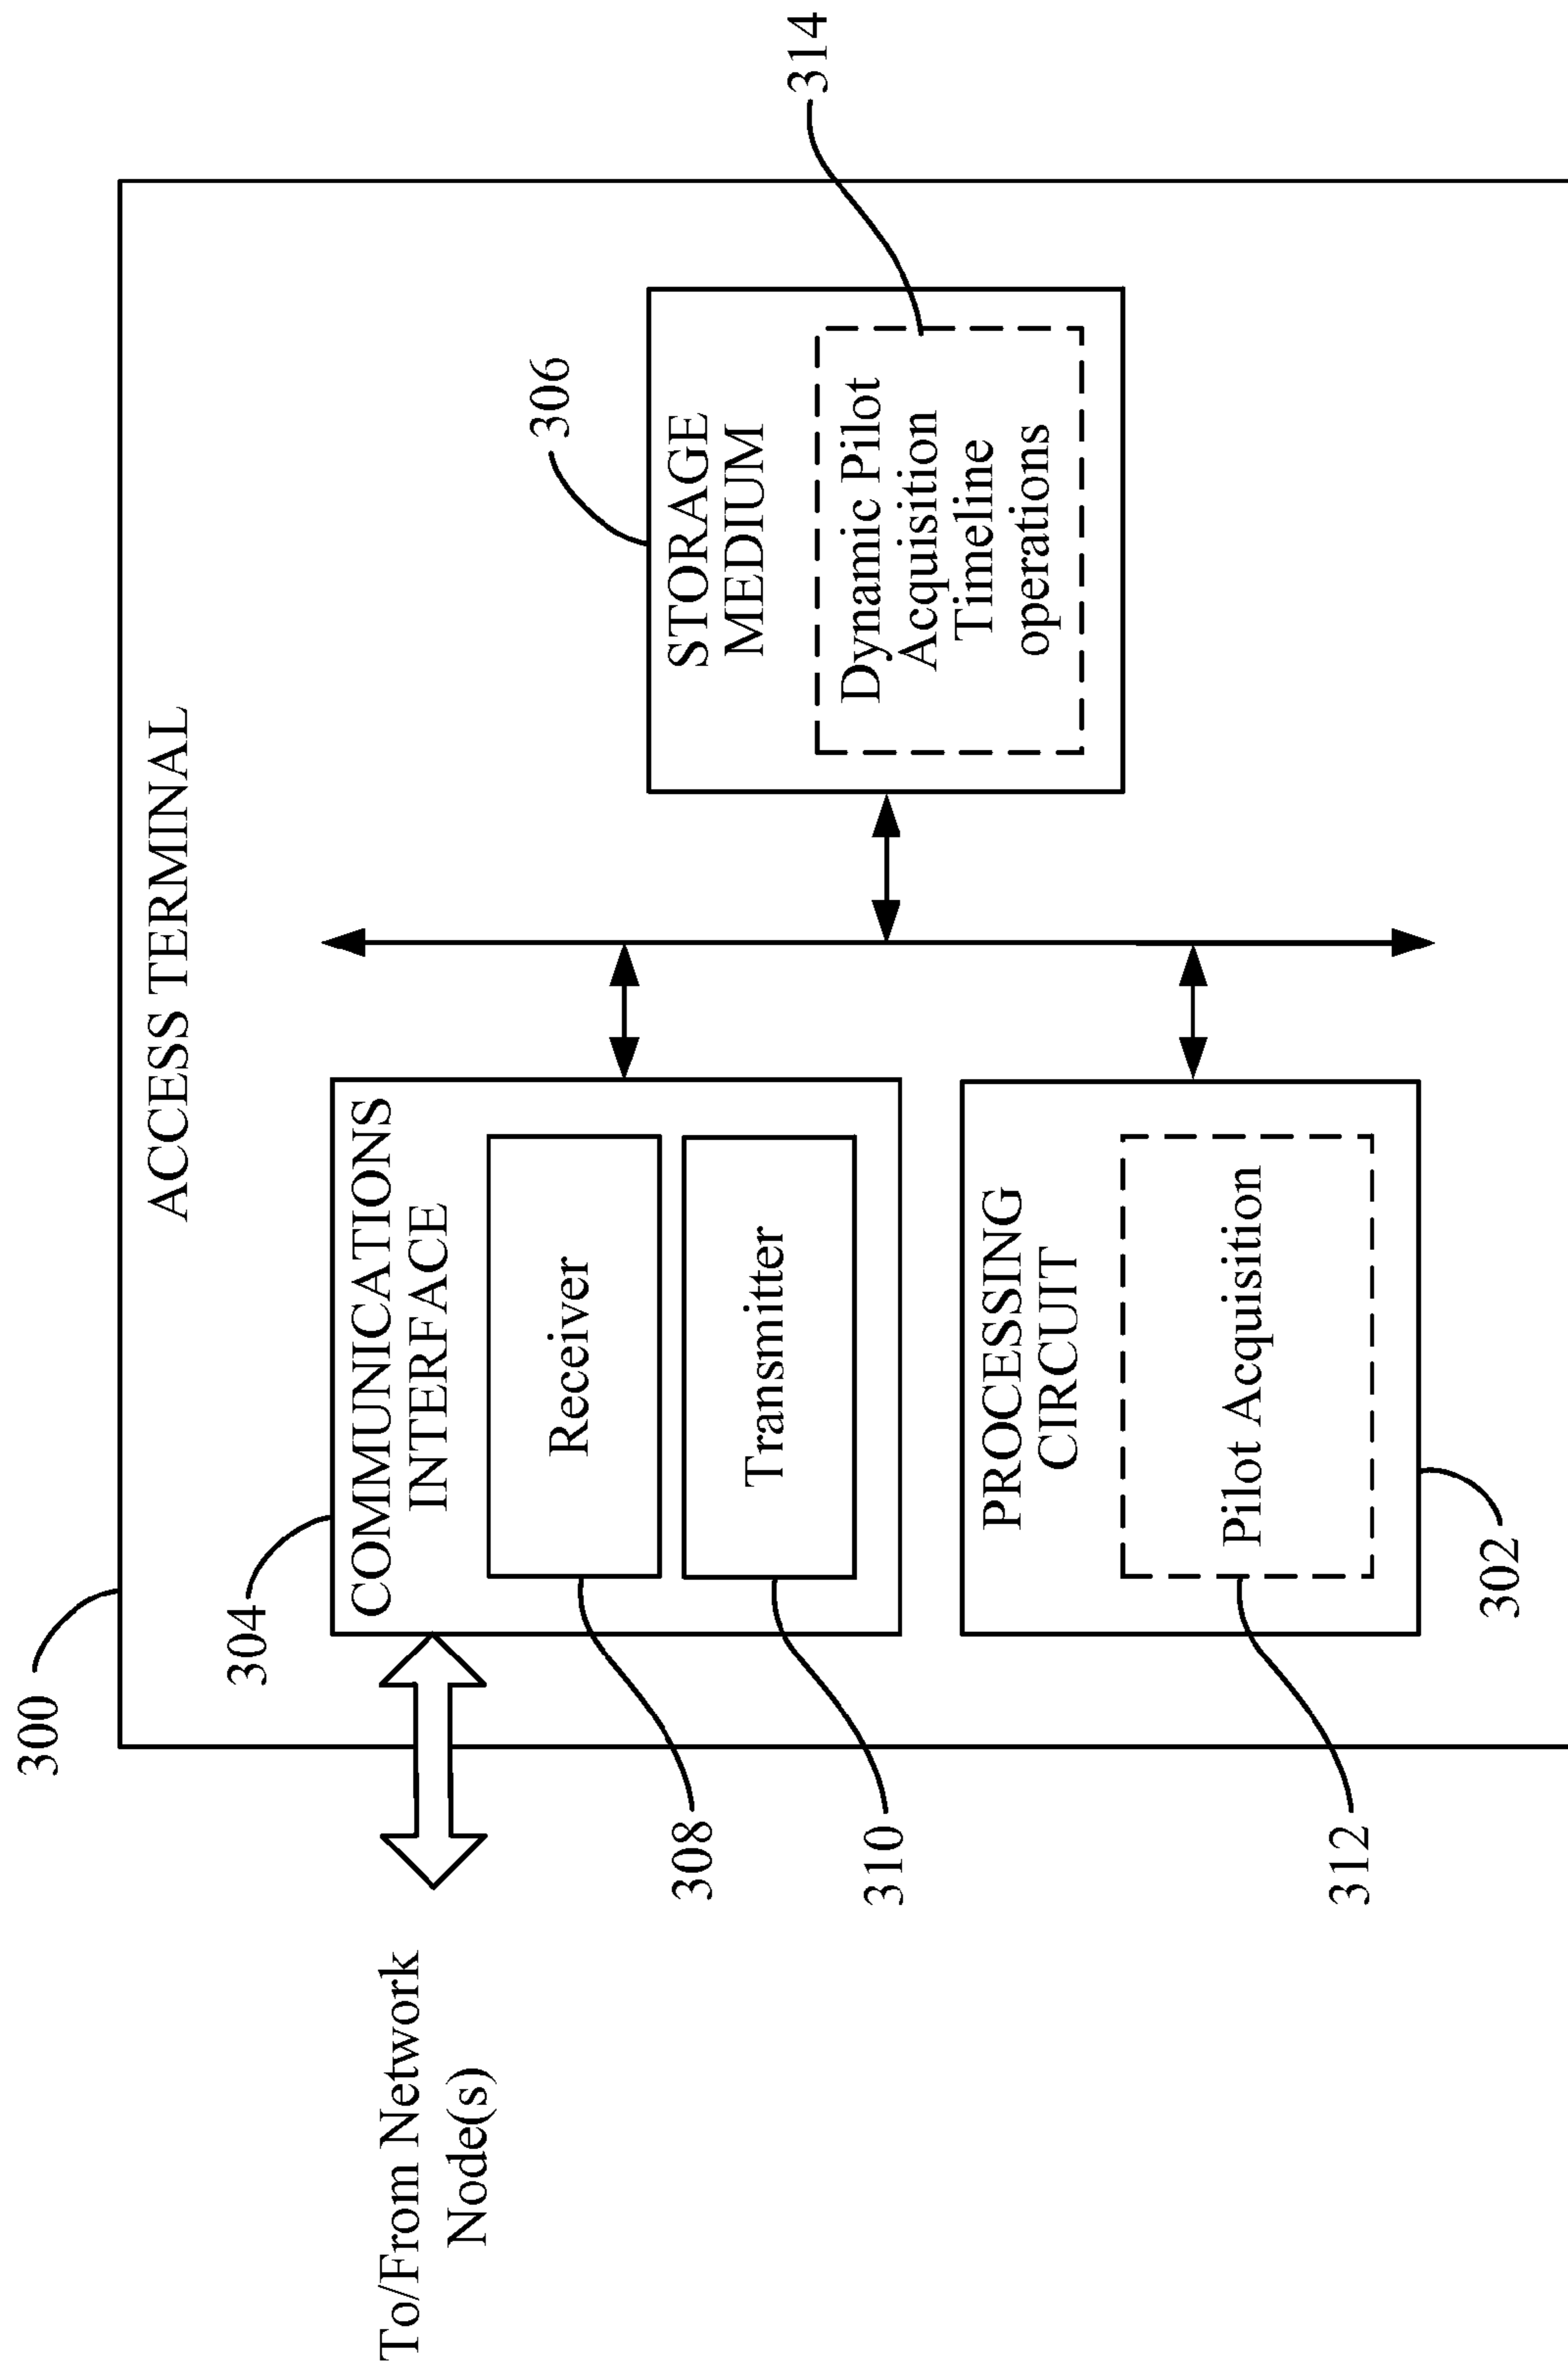 300
ACCESS TERMINAL
304
COMMUNICATIONS
INTERFACE
Receiver
Transmitter
To/From Network
Node(s)
308
310
306
STORAGE
MEDIUM
Dynamic Pilot
Acquisition
Timeline
operations
314
PROCESSING
CIRCUIT
Pilot Acquisition
312
302